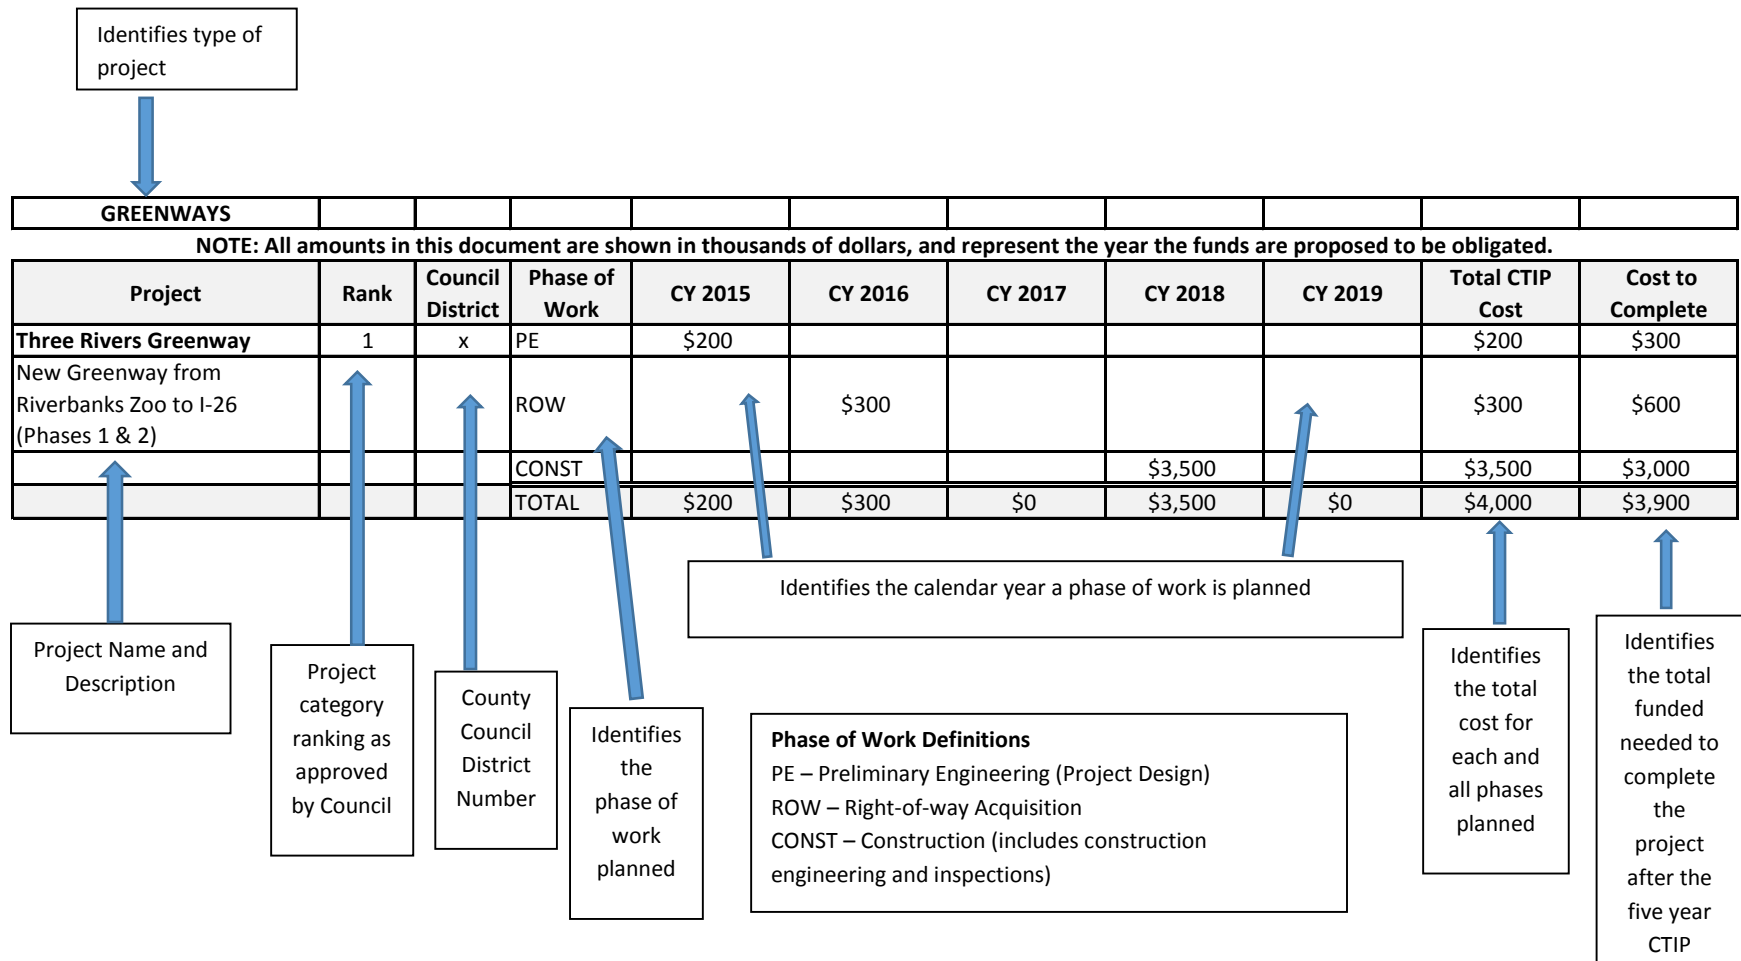 Identifies type of
project
GREENWAYS
NOTE: All amounts in this document are shown in thousands of dollars, and represent the year the funds are proposed to be obligated.
Project Rank Council District Phase of Work CY 2015 CY 2016 CY 2017 CY 2018 CY 2019 Total CTIP Cost Cost to Complete
Three Rivers Greenway 1 x PE $200 $200 $300
New Greenway from
Riverbanks Zoo to I-26
(Phases 1 & 2)
ROW $300 $300 $600
CONST $3,500 $3,500 $3,000
TOTAL $200 $300 $0 $3,500 $0 $4,000 $3,900
Identifies the calendar year a phase of work is planned
Project Name and
Description
Project
category
ranking as
approved
by Council
County
Council
District
Number
Identifies
the
phase of
work
planned
Phase of Work Definitions
PE – Preliminary Engineering (Project Design)
ROW – Right-of-way Acquisition
CONST – Construction (includes construction
engineering and inspections)
Identifies
the total
cost for
each and
all phases
planned
Identifies
the total
funded
needed to
complete
the
project
after the
five year
CTIP